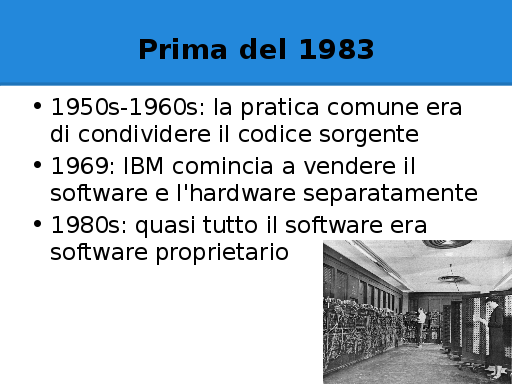 Prima del 1983
• 1950s-1960s: la pratica comune era
di condividere il codice sorgente
• 1969: IBM comincia a vendere il
software e l'hardware separatamente
• 1980s: quasi tutto il software era
software proprietario